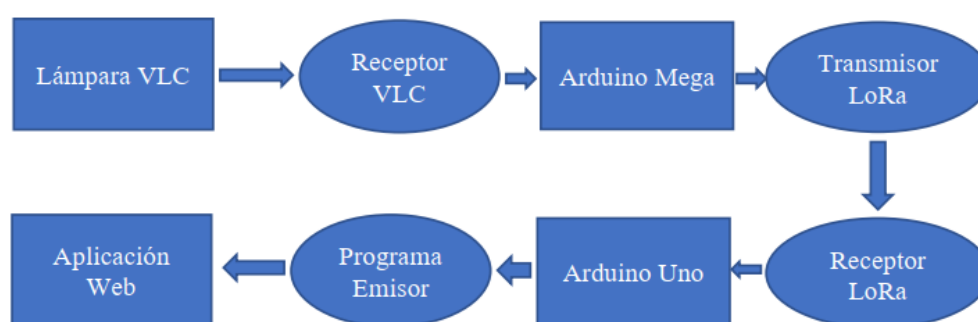 Lámpara VLC
Receptor
VLC
Arduino Mega
Transmisor
LoRa
Aplicación
Web
Programa
Emisor
Arduino Uno
Receptor
LoRa